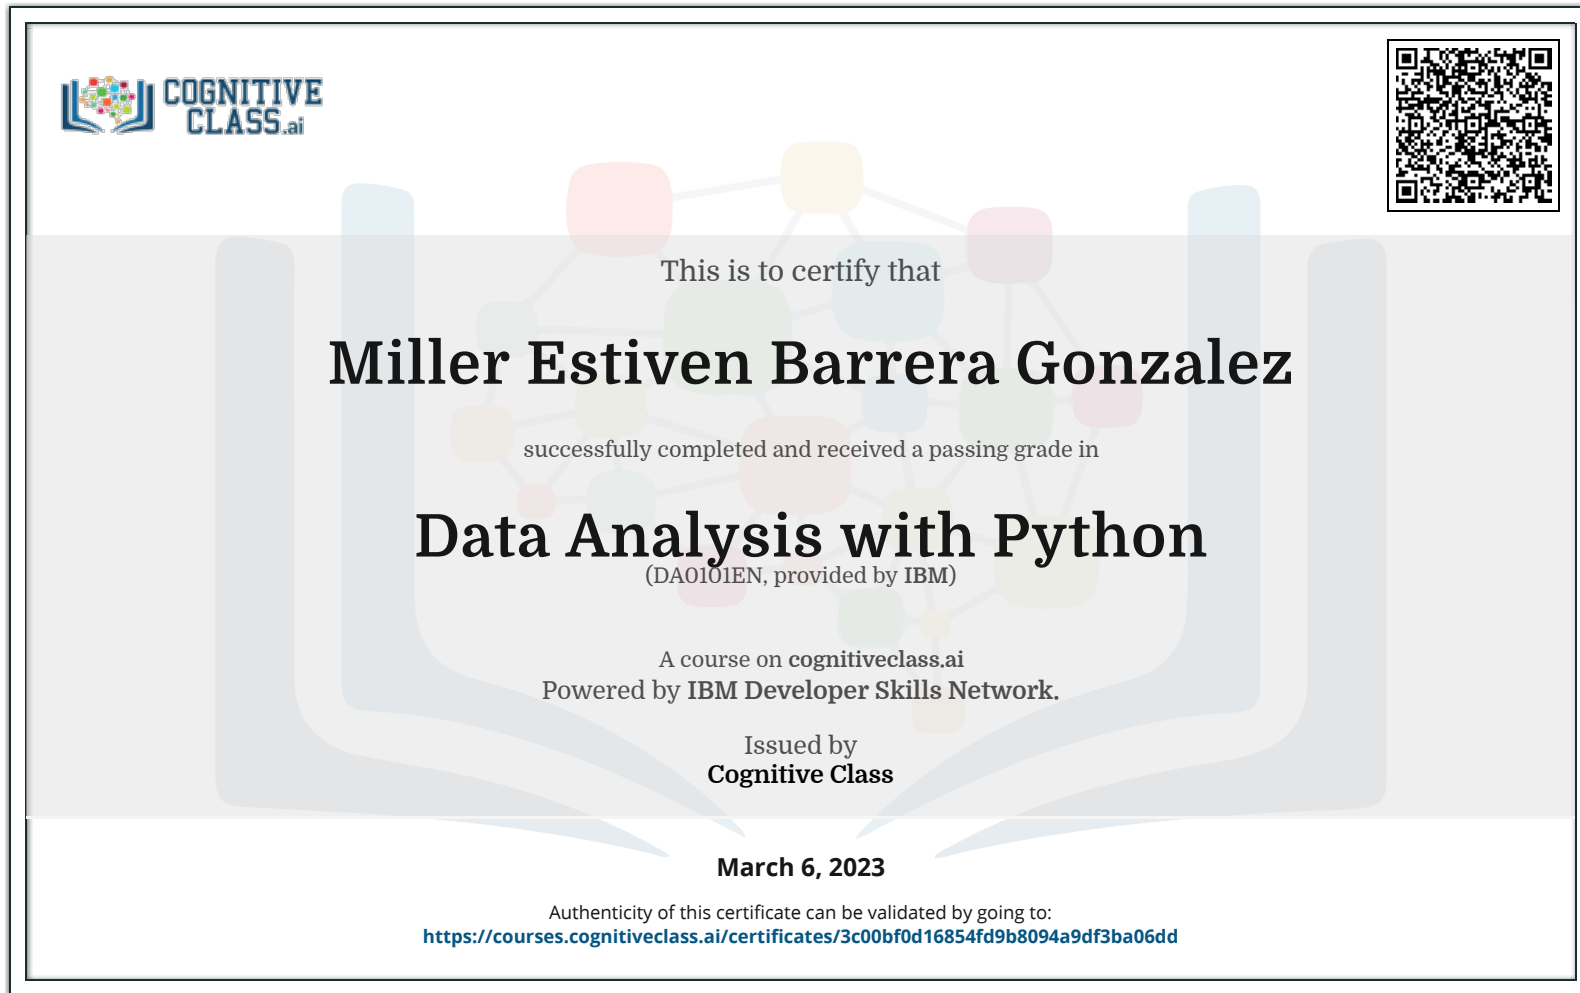 COGNITIVE
CLASS.ai
This is to certify that
Miller Estiven Barrera Gonzalez
successfully completed and received a passing grade in
Data Analysis with Python
(DA0101EN, provided by IBM)
A course on cognitiveclass.ai
Powered by IBM Developer Skills Network.
Issued by
Cognitive Class
March 6, 2023
Authenticity of this certificate can be validated by going to:
https://courses.cognitiveclass.ai/certificates/3c00bf0d16854fd9b8094a9df3ba06dd